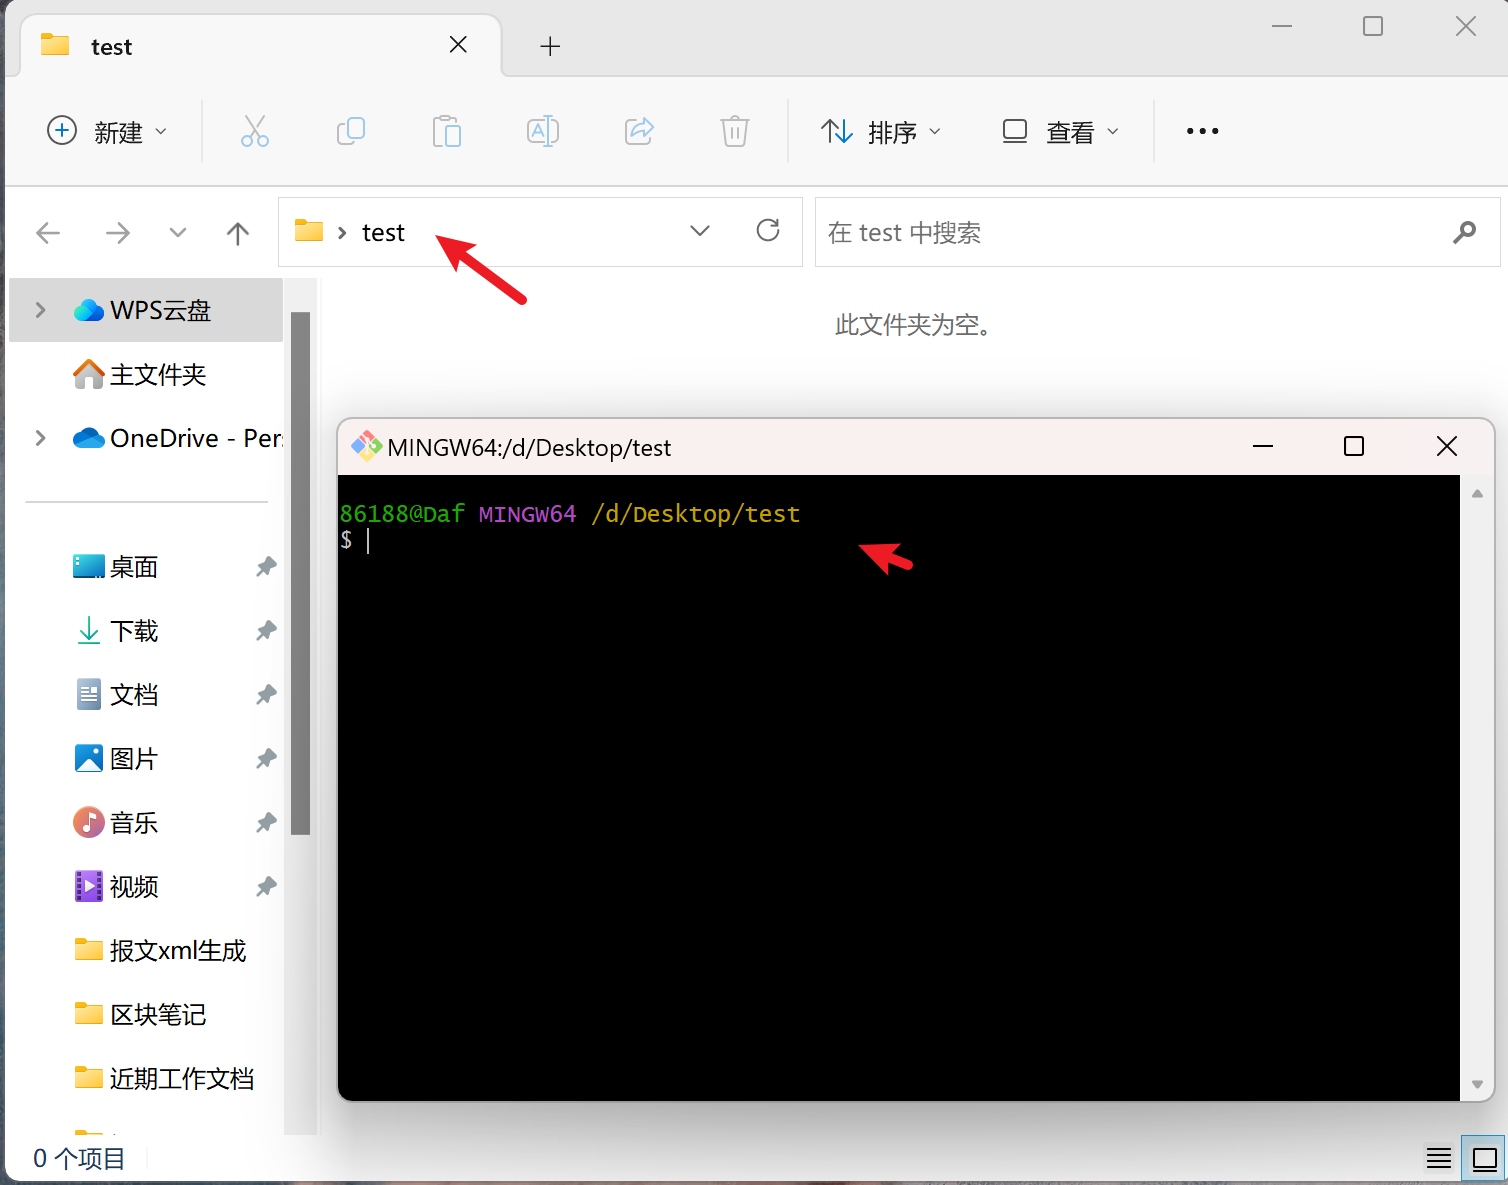 test
新建
排序
查看
test
在 test 中搜索
WPS云盘
此文件夹为空。
主文件夹
OneDrive - Per
MINGW64:/d/Desktop/test
86188@Daf MINGW64 /d/Desktop/test
$
桌面
下载
文档
图片
音乐
视频
报文xml生成
区块笔记
近期工作文档
0 个项目